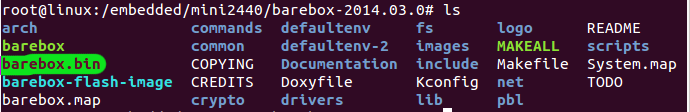 root@linux:/embedded/mini2440/barebox-2014.03.0# ls
arch commands defaultenv fs logo README
barebox common defaultenv-2 images MAKEALL scripts
barebox.bin COPYING Documentation include Makefile System.map
barebox-flash-image CREDITS Doxyfile Kconfig net TODO
barebox.map crypto drivers lib pbl